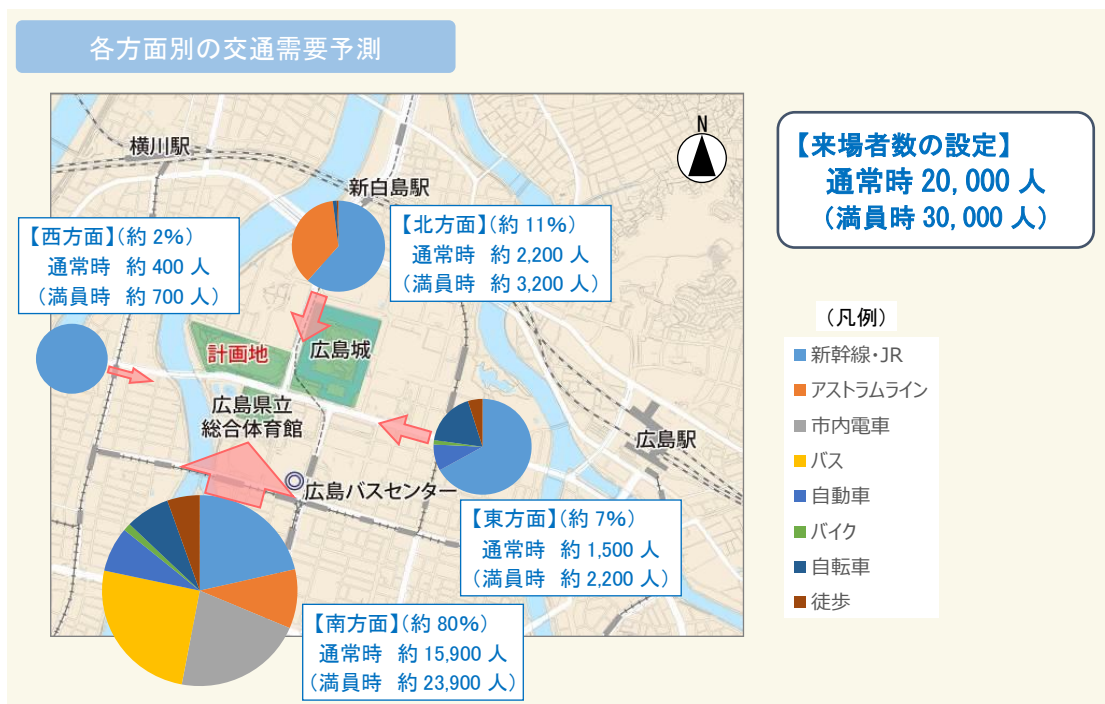 各方面別の交通需要予測
横川駅
新白島駅
N
【来場者数の設定】
通常時 20,000 人
(満員時 30,000 人)
【西方面】(約 2%)
通常時 約 400 人
(満員時 約 700 人)
【北方面】(約 11%)
通常時 約 2,200 人
(満員時 約 3,200 人)
計画地
広島城
広島県立
総合体育館
広島駅
広島バスセンター
【東方面】(約 7%)
通常時 約 1,500 人
(満員時 約 2,200 人)
【南方面】(約 80%)
通常時 約 15,900 人
(満員時 約 23,900 人)
(凡例)
新幹線・JR
アストラムライン
市内電車
バス
自動車
バイク
自転車
徒歩